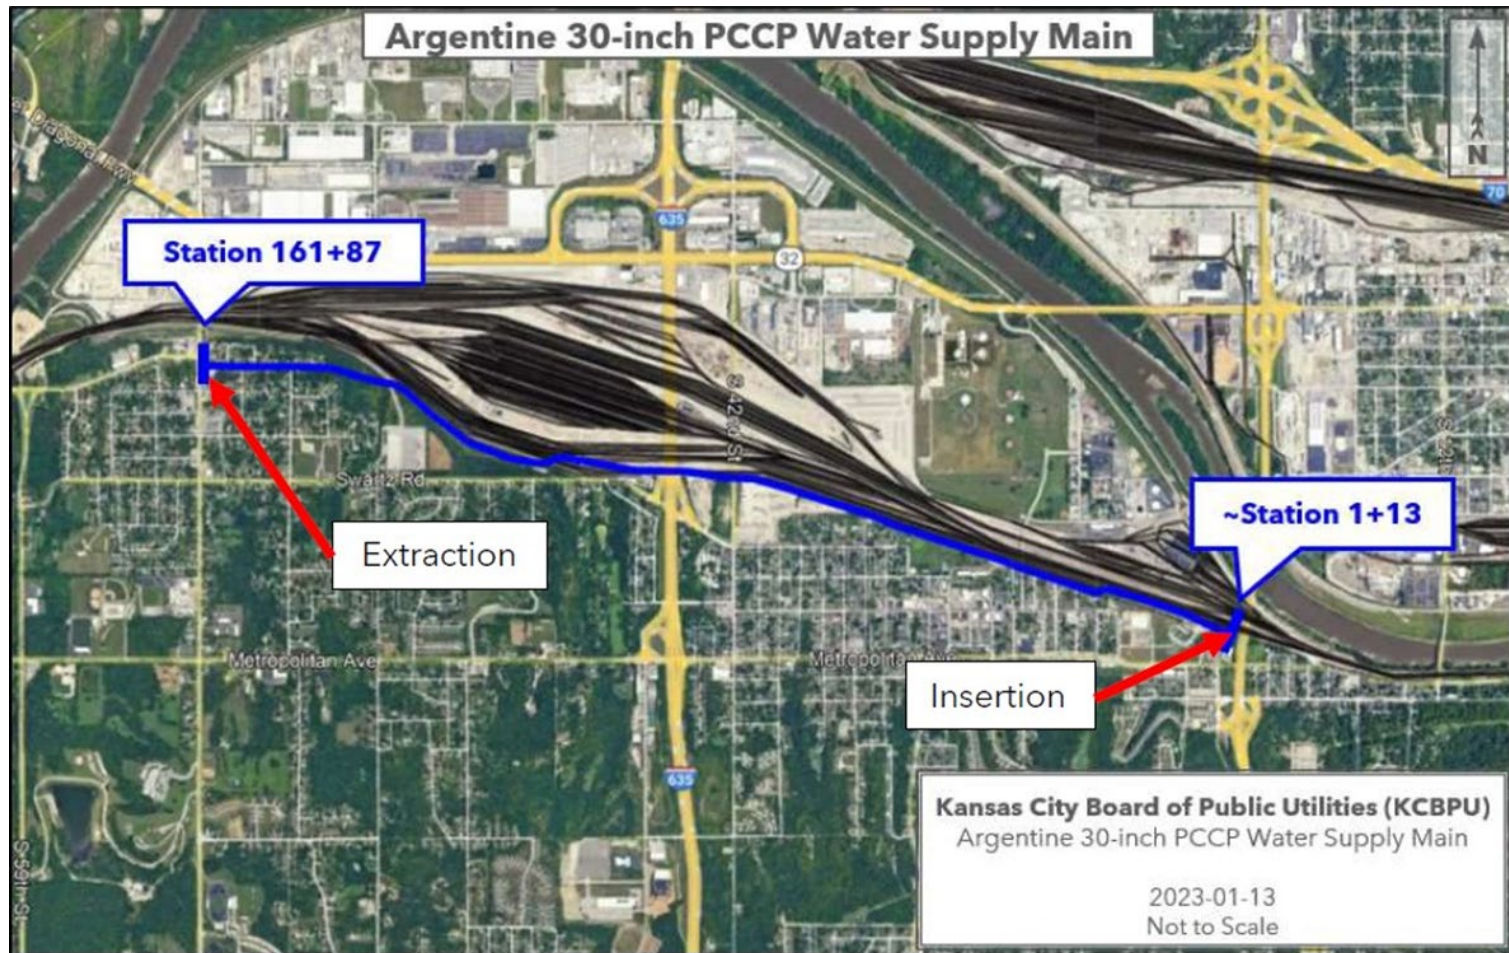 Argentine 30-inch PCCP Water Supply Main
N
70
635
Station 161+87
32
S 42nd St
Swartz Rd
~Station 1+13
Extraction
Metropolitan Ave
Metropolitan Ave
Insertion
635
Kansas City Board of Public Utilities (KCBPU)
Argentine 30-inch PCCP Water Supply Main
2023-01-13
Not to Scale
S 59th St